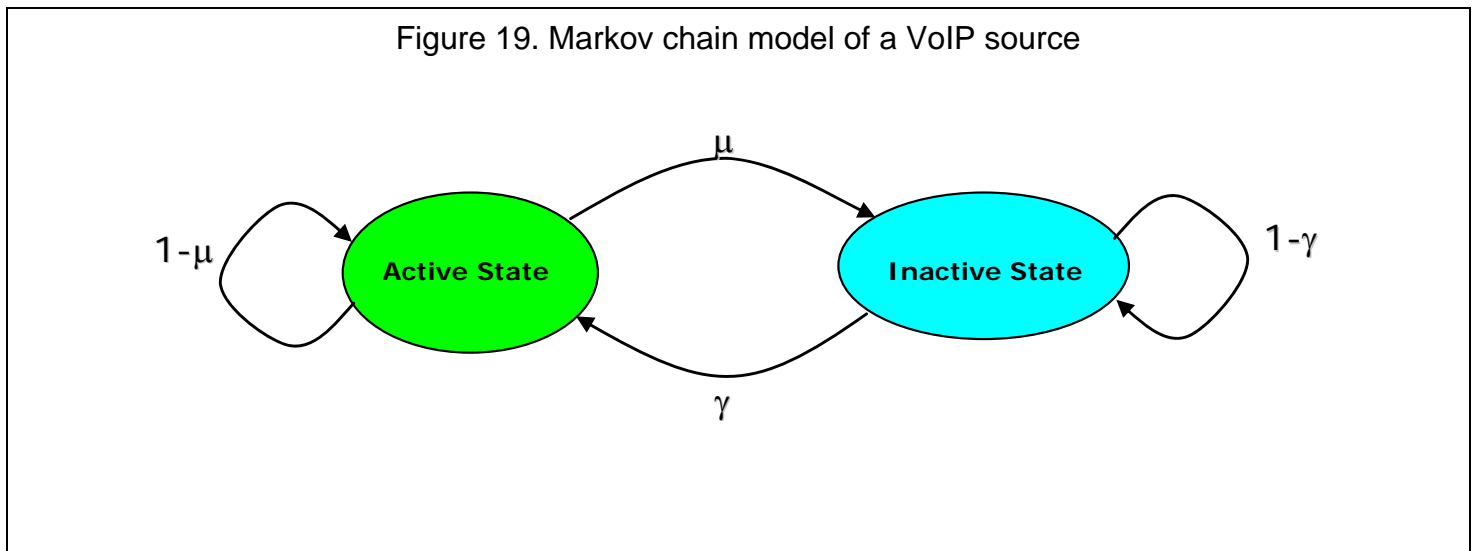 Figure 19. Markov chain model of a VoIP source
μ
1-μ
Active State
Inactive State
1-γ
γ